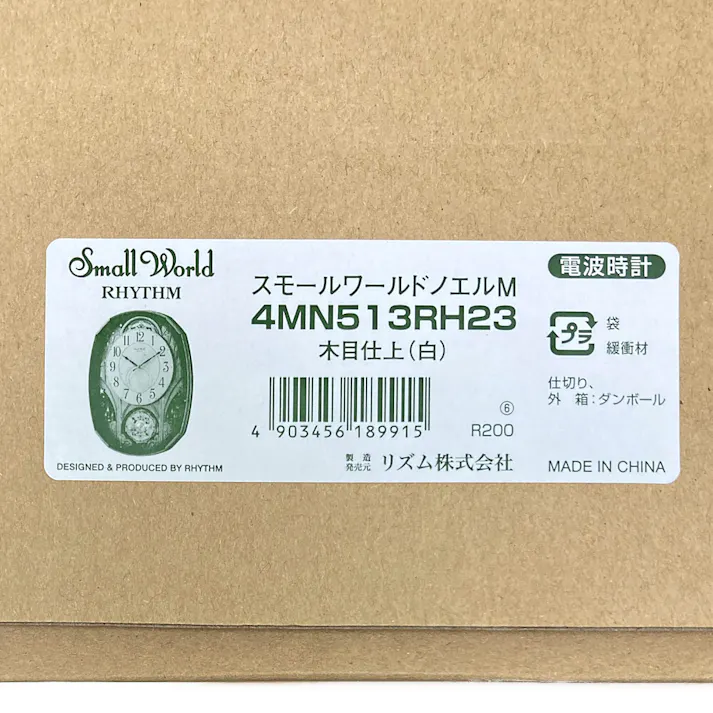 Small World
RHYTHM
DESIGNED & PRODUCED BY RHYTHM
スモールワールドノエルM
4MN513RH23
木目仕上(白)
4 903456 189915
⑥
R200
製造
発売元
リズム株式会社
電波時計
プラ
袋
緩衝材
仕切り、
外 箱:ダンボール
MADE IN CHINA